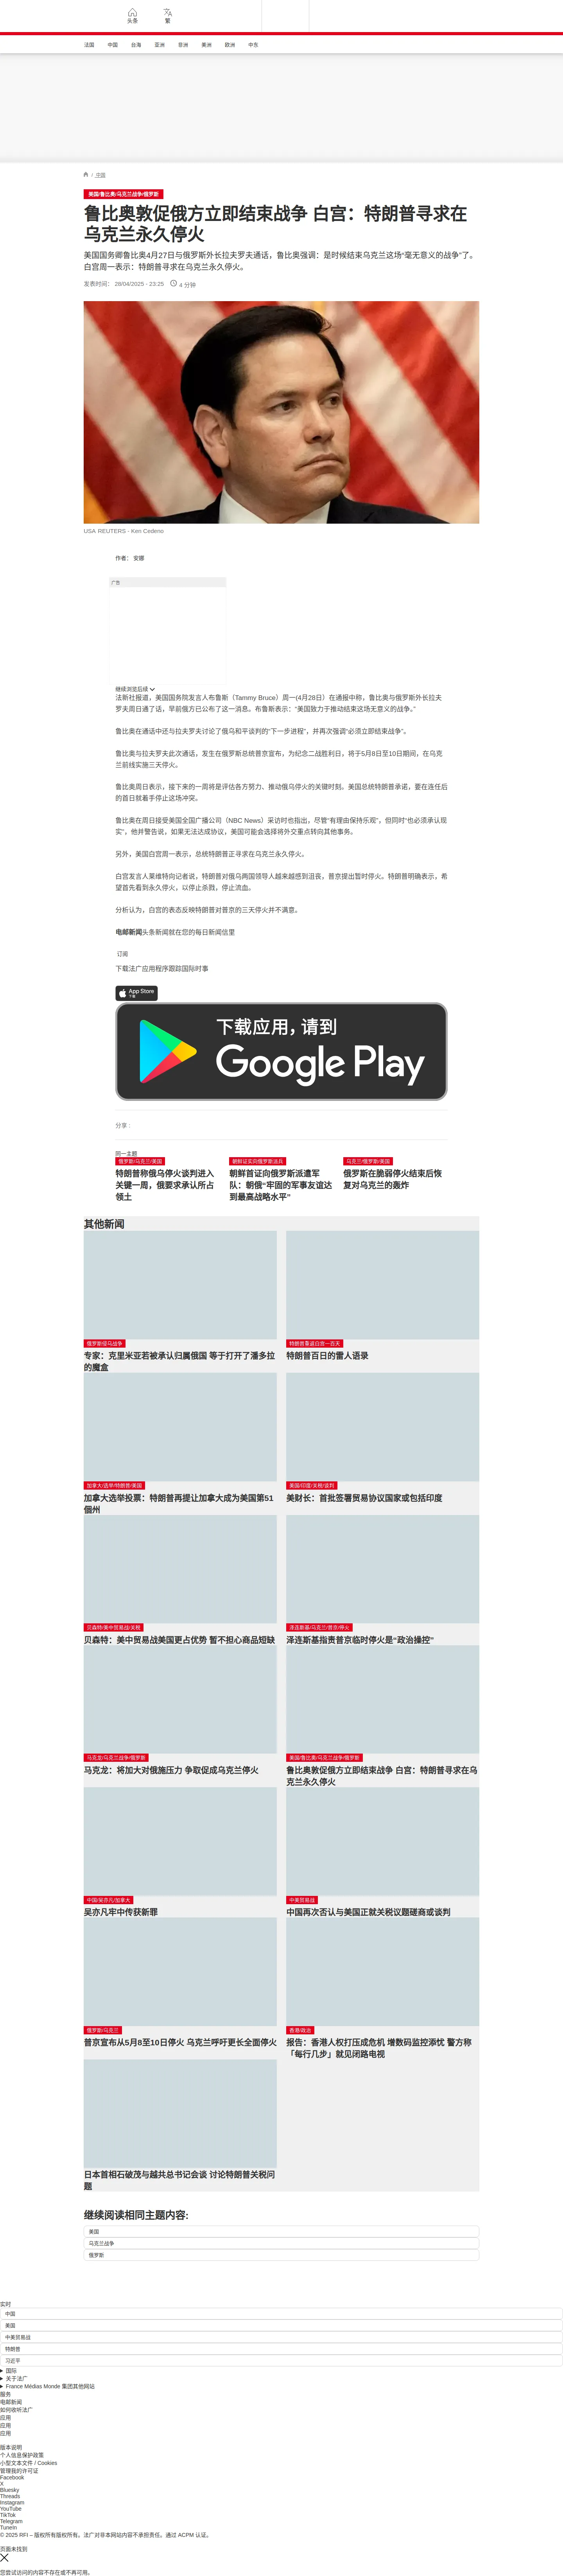 头条
繁
法国 中国 台海 亚洲 非洲 美洲 欧洲 中东
/ 中国
美国/鲁比奥/乌克兰战争/俄罗斯
鲁比奥敦促俄方立即结束战争 白宫：特朗普寻求在
乌克兰永久停火
美国国务卿鲁比奥4月27日与俄罗斯外长拉夫罗夫通话，鲁比奥强调：是时候结束乌克兰这场“毫无意义的战争”了。
白宫周一表示：特朗普寻求在乌克兰永久停火。
发表时间： 28/04/2025 - 23:25 4 分钟
USA REUTERS - Ken Cedeno
作者： 安娜
广告
继续浏览后续
法新社报道，美国国务院发言人布鲁斯（Tammy Bruce）周一(4月28日）在通报中称，鲁比奥与俄罗斯外长拉夫
罗夫周日通了话，早前俄方已公布了这一消息。布鲁斯表示：“美国致力于推动结束这场无意义的战争。”
鲁比奥在通话中还与拉夫罗夫讨论了俄乌和平谈判的“下一步进程”，并再次强调“必须立即结束战争”。
鲁比奥与拉夫罗夫此次通话，发生在俄罗斯总统普京宣布，为纪念二战胜利日，将于5月8日至10日期间，在乌克
兰前线实施三天停火。
鲁比奥周日表示，接下来的一周将是评估各方努力、推动俄乌停火的关键时刻。美国总统特朗普承诺，要在连任后
的首日就着手停止这场冲突。
鲁比奥在周日接受美国全国广播公司（NBC News）采访时也指出，尽管“有理由保持乐观”，但同时“也必须承认现
实”，他并警告说，如果无法达成协议，美国可能会选择将外交重点转向其他事务。
另外，美国白宫周一表示，总统特朗普正寻求在乌克兰永久停火。
白宫发言人莱维特向记者说，特朗普对俄乌两国领导人越来越感到沮丧，普京提出暂时停火。特朗普明确表示，希
望首先看到永久停火，以停止杀戮，停止流血。
分析认为，白宫的表态反映特朗普对普京的三天停火并不满意。
电邮新闻头条新闻就在您的每日新闻信里
订阅
下载法广应用程序跟踪国际时事
App Store
下载
下载应用，请到
Google Play
分享 :
同一主题
俄罗斯/乌克兰/美国
特朗普称俄乌停火谈判进入
关键一周，俄要求承认所占
领土
朝鲜证实向俄罗斯派兵
朝鲜首证向俄罗斯派遣军
队：朝俄“牢固的军事友谊达
到最高战略水平”
乌克兰/俄罗斯/美国
俄罗斯在脆弱停火结束后恢
复对乌克兰的轰炸
其他新闻
俄罗斯侵乌战争
专家：克里米亚若被承认归属俄国 等于打开了潘多拉
的魔盒
特朗普重返白宫一百天
特朗普百日的雷人语录
加拿大/选举/特朗普/美国
加拿大选举投票：特朗普再提让加拿大成为美国第51
個州
美国/印度/关税/谈判
美财长：首批签署贸易协议国家或包括印度
贝森特/美中贸易战/关税
贝森特：美中贸易战美国更占优势 暂不担心商品短缺
泽连斯基/乌克兰/普京/停火
泽连斯基指责普京临时停火是“政治操控”
马克龙/乌克兰战争/俄罗斯
马克龙：将加大对俄施压力 争取促成乌克兰停火
美国/鲁比奥/乌克兰战争/俄罗斯
鲁比奥敦促俄方立即结束战争 白宫：特朗普寻求在乌
克兰永久停火
中国/吴亦凡/加拿大
吴亦凡牢中传获新罪
中美贸易战
中国再次否认与美国正就关税议题磋商或谈判
俄罗斯/乌克兰
普京宣布从5月8至10日停火 乌克兰呼吁更长全面停火
香港/政治
报告：香港人权打压成危机 增数码监控添忧 警方称
「每行几步」就见闭路电视
日本首相石破茂与越共总书记会谈 讨论特朗普关税问
题
继续阅读相同主题内容:
美国
乌克兰战争
俄罗斯
实时
中国
美国
中美贸易战
特朗普
习近平
国际
关于法广
France Médias Monde 集团其他网站
服务
电邮新闻
如何收听法广
应用
应用
应用
版本说明
个人信息保护政策
小型文本文件 / Cookies
管理我的许可证
Facebook
X
Bluesky
Threads
Instagram
YouTube
TikTok
Telegram
TuneIn
© 2025 RFI – 版权所有版权所有。法广对非本网站内容不承担责任。通过 ACPM 认证。
页面未找到
您尝试访问的内容不存在或不再可用。